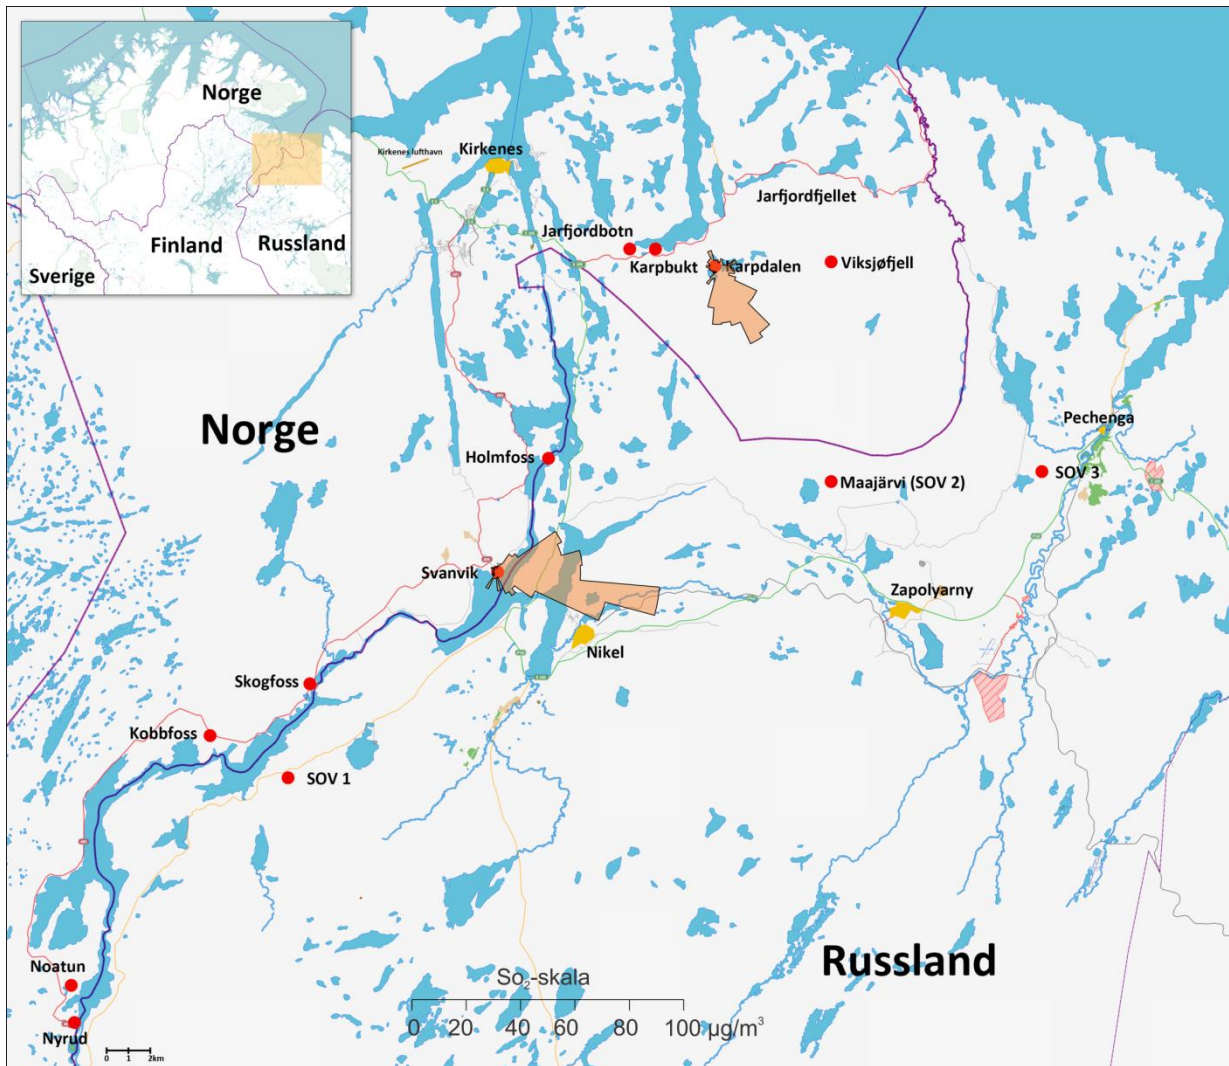 Norge
Finland
Russland
Sverige
Kirkenes lufthavn
Kirkenes
Jarfjordfjellet
Jarfjordbotn
Karpbukt
Karpdalen
Viksjøfjell
Norge
Pechenga
Holmfoss
Maajärvi (SOV 2)
SOV 3
Svanvik
Zapolyarny
Nikel
Skogfoss
Kobbfoss
SOV 1
Russland
Noatun
So2-skala
0 20 40 60 80 100 µg/m³
Nyrud
0 1 2km